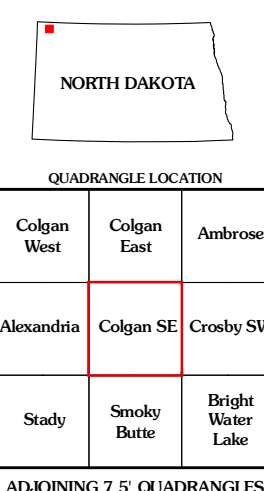 NORTH DAKOTA
QUADRANGLE LOCATION
Colgan
West
Colgan
East
Ambrose
Alexandria
Colgan SE
Crosby SW
Stady
Smoky
Butte
Bright
Water
Lake
ADJOINING 7.5' QUADRANGLES